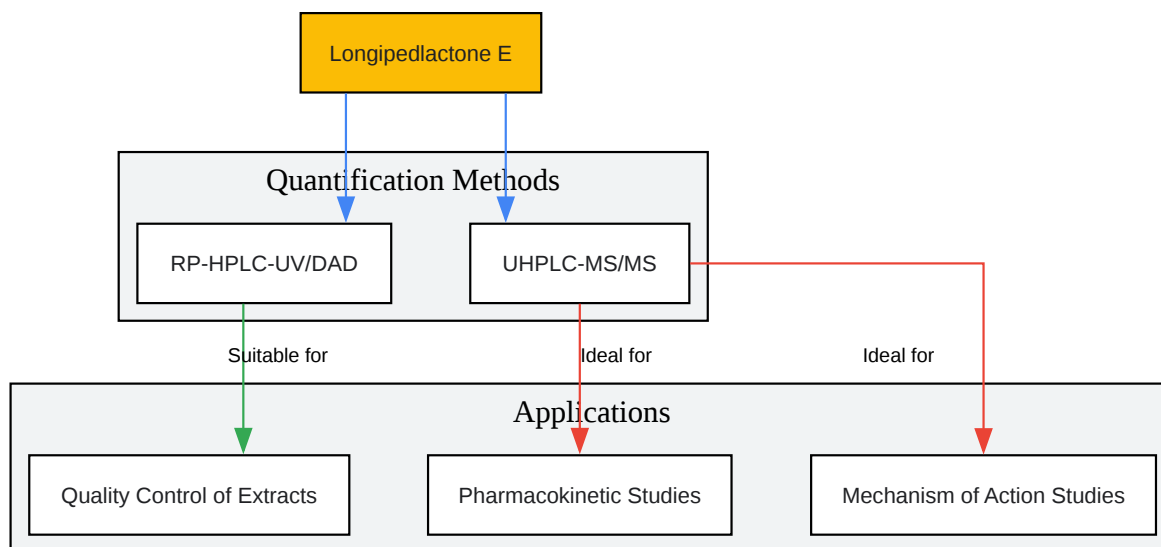 Longipedlactone E
Quantification Methods
RP-HPLC-UV/DAD
UHPLC-MS/MS
Suitable for
Ideal for
Ideal for
Applications
Quality Control of Extracts
Pharmacokinetic Studies
Mechanism of Action Studies